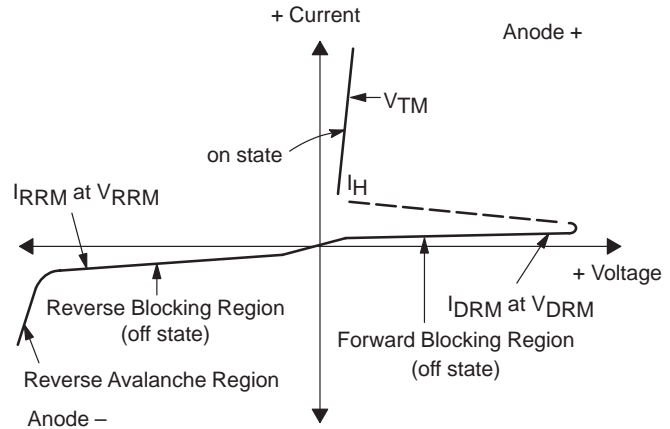 + Current
Anode +
VTM
on state
IH
IRRM at VRRM
+ Voltage
IDRM at VDRM
Reverse Blocking Region
(off state)
Forward Blocking Region
(off state)
Reverse Avalanche Region
Anode –